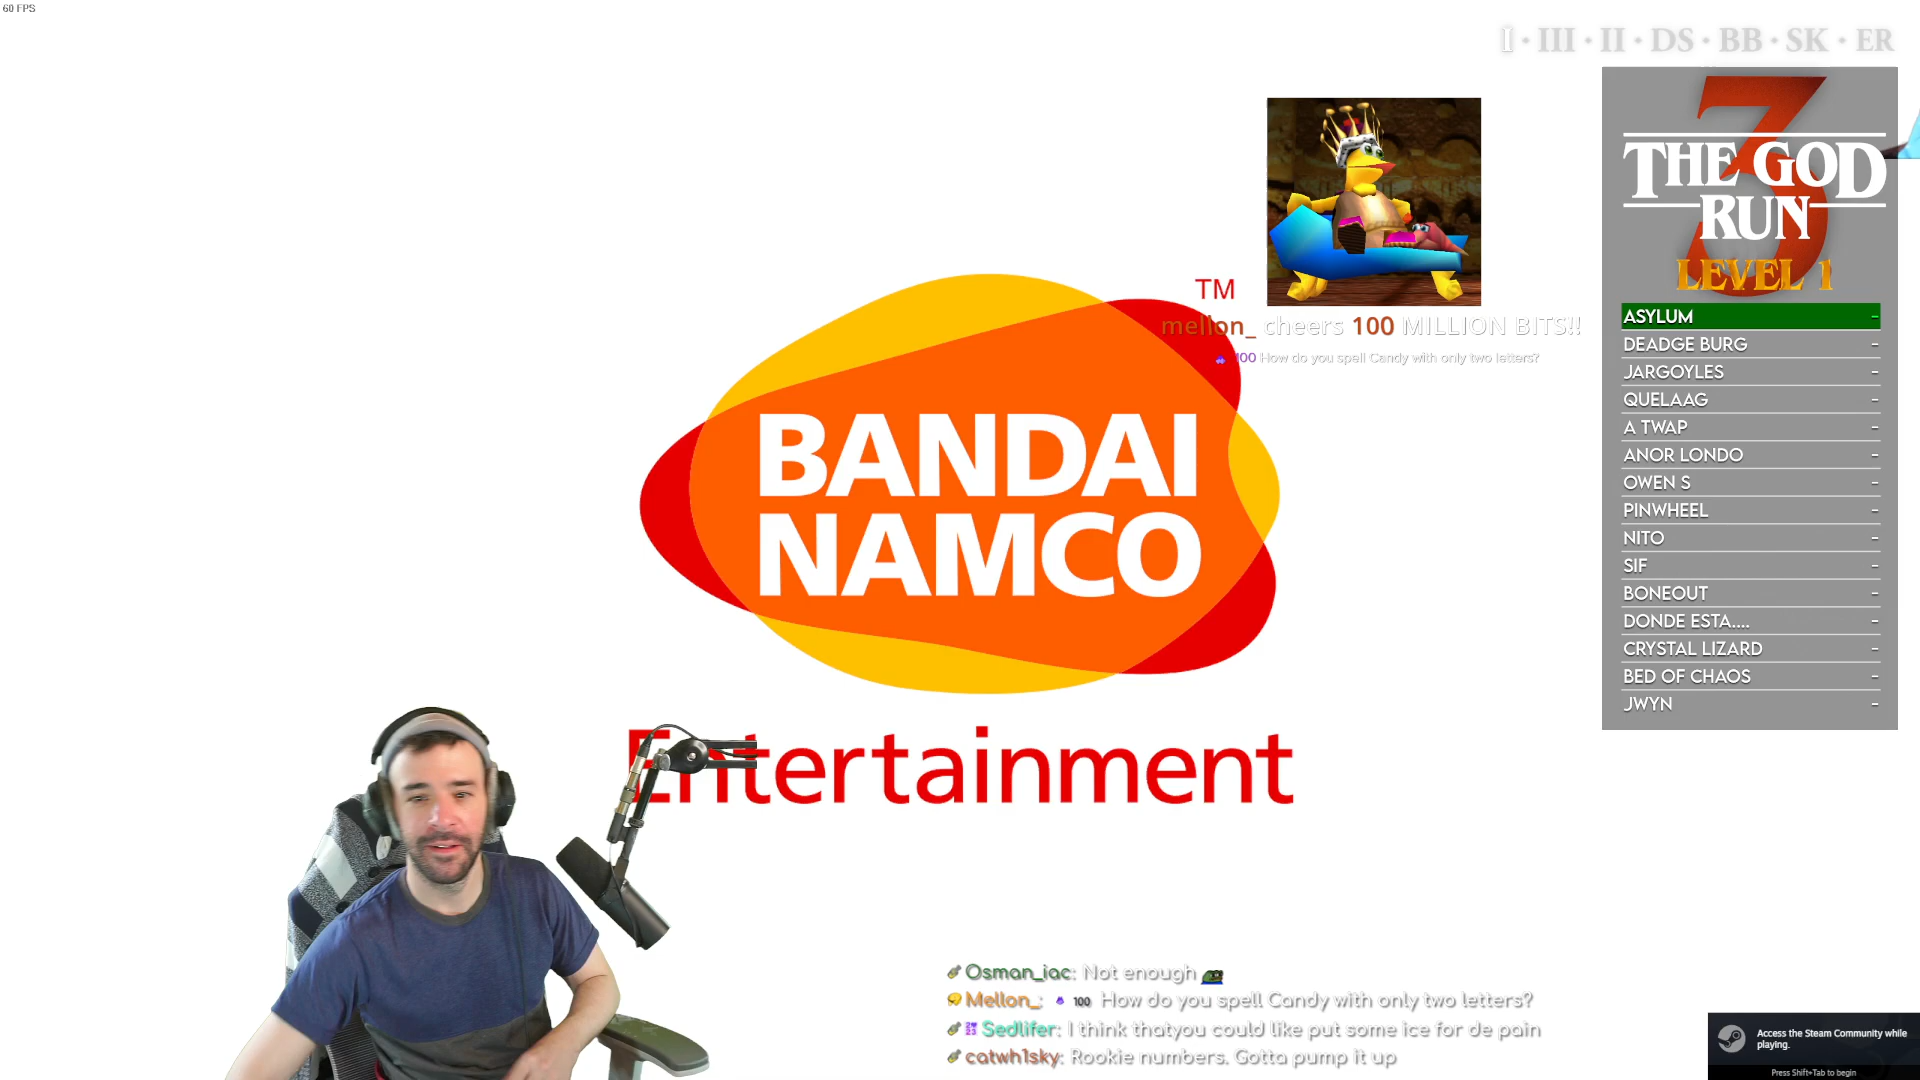 60 FPS
I · III · II · DS · BB · SK · ER
3
THE GOD
RUN
LEVEL 1
ASYLUM -
DEADGE BURG -
JARGOYLES -
QUELAAG -
A TWAP -
ANOR LONDO -
OWEN S -
PINWHEEL -
NITO -
SIF -
BONEOUT -
DONDE ESTA.... -
CRYSTAL LIZARD -
BED OF CHAOS -
JWYN -
TM
mellon_ cheers 100 MILLION BITS!!
100 How do you spell Candy with only two letters?
BANDAI
NAMCO
Entertainment
Osman_iac: Not enough
Mellon_: 100 How do you spell Candy with only two letters?
Sedlifer: I think thatyou could like put some ice for de pain
catwh1sky: Rookie numbers. Gotta pump it up
Access the Steam Community while
playing.
Press Shift+Tab to begin